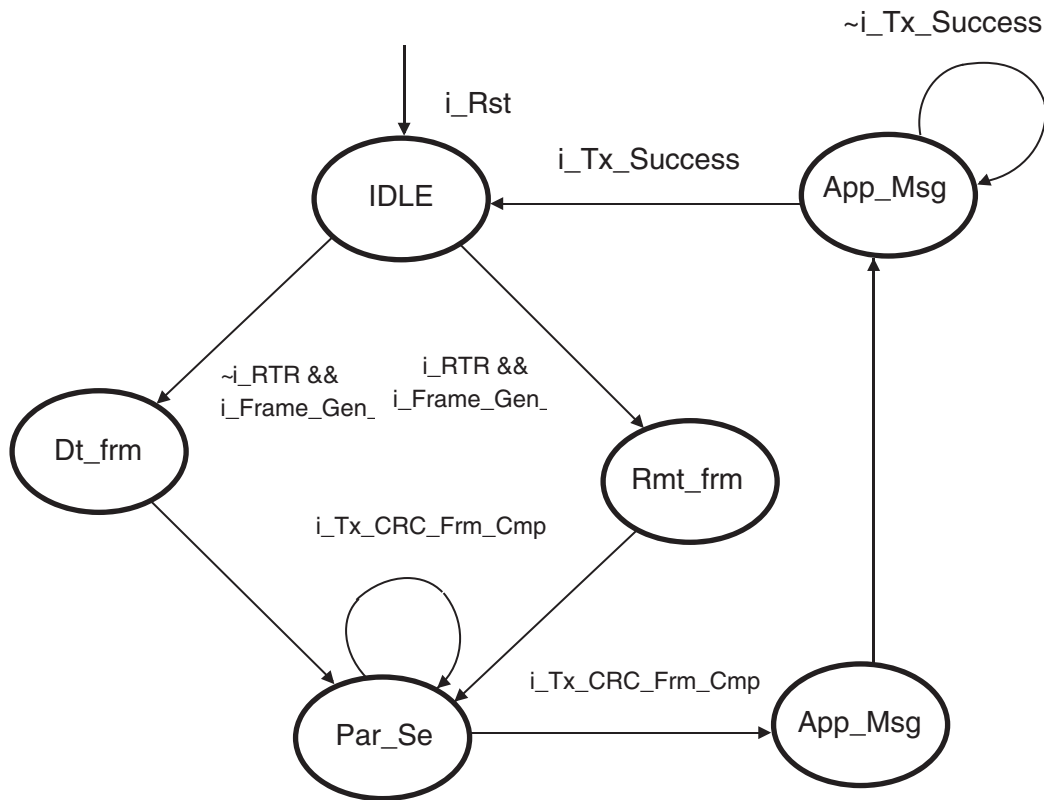 ~i_Tx_Success
i_Rst
i_Tx_Success
IDLE
App_Msg
~i_RTR &&
i_Frame_Gen_
i_RTR &&
i_Frame_Gen_
Dt_frm
Rmt_frm
i_Tx_CRC_Frm_Cmp
i_Tx_CRC_Frm_Cmp
Par_Se
App_Msg